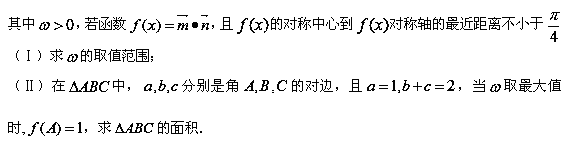 其中 ω>0，若函数 f(x)=m⃗●n⃗，且 f(x)的对称中心到 f(x)对称轴的最近距离不小于 π/4
（Ⅰ）求 ω 的取值范围；
（Ⅱ）在 ΔABC 中， a,b,c 分别是角 A,B,C 的对边，且 a=1,b+c=2，当 ω 取最大值
时, f(A)=1，求 ΔABC 的面积．